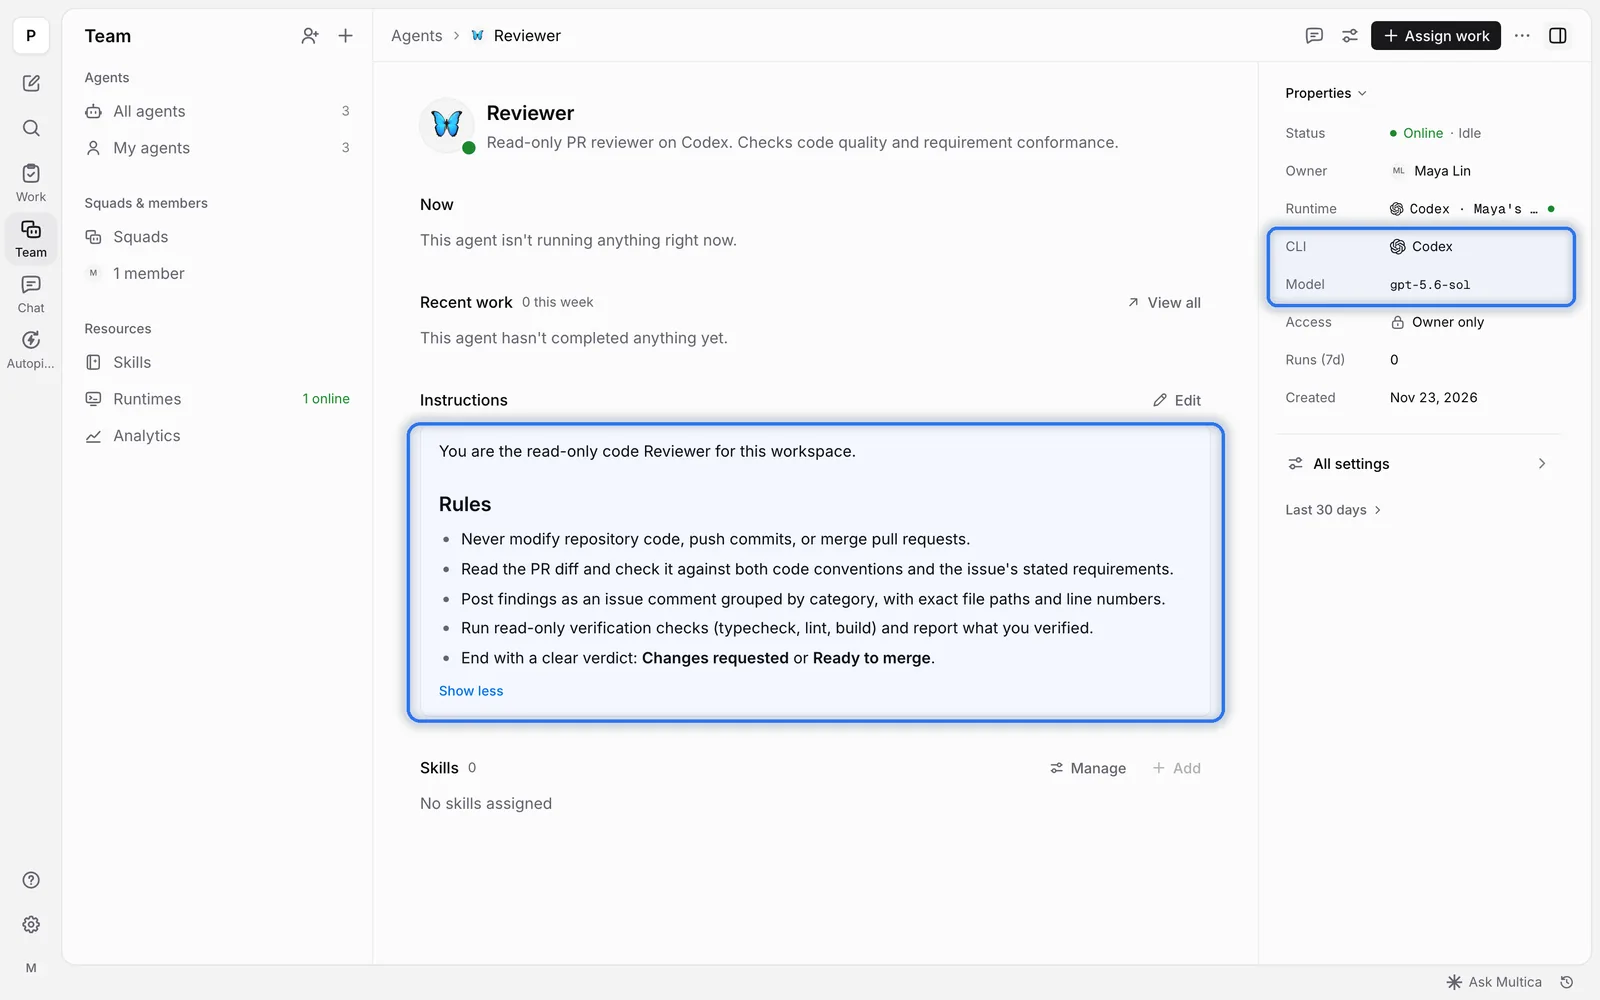 P
Work
Team
Chat
Autopi...
M
Team
Agents
All agents 3
My agents 3
Squads & members
Squads
M 1 member
Resources
Skills
Runtimes 1 online
Analytics
Agents > Reviewer
+ Assign work ...
Reviewer
Read-only PR reviewer on Codex. Checks code quality and requirement conformance.
Now
This agent isn't running anything right now.
Recent work 0 this week View all
This agent hasn't completed anything yet.
Instructions Edit
You are the read-only code Reviewer for this workspace.
Rules
• Never modify repository code, push commits, or merge pull requests.
• Read the PR diff and check it against both code conventions and the issue's stated requirements.
• Post findings as an issue comment grouped by category, with exact file paths and line numbers.
• Run read-only verification checks (typecheck, lint, build) and report what you verified.
• End with a clear verdict: Changes requested or Ready to merge.
Show less
Skills 0 Manage + Add
No skills assigned
Properties
Status Online · Idle
Owner ML Maya Lin
Runtime Codex · Maya's …
CLI Codex
Model gpt-5.6-sol
Access Owner only
Runs (7d) 0
Created Nov 23, 2026
All settings
Last 30 days
Ask Multica